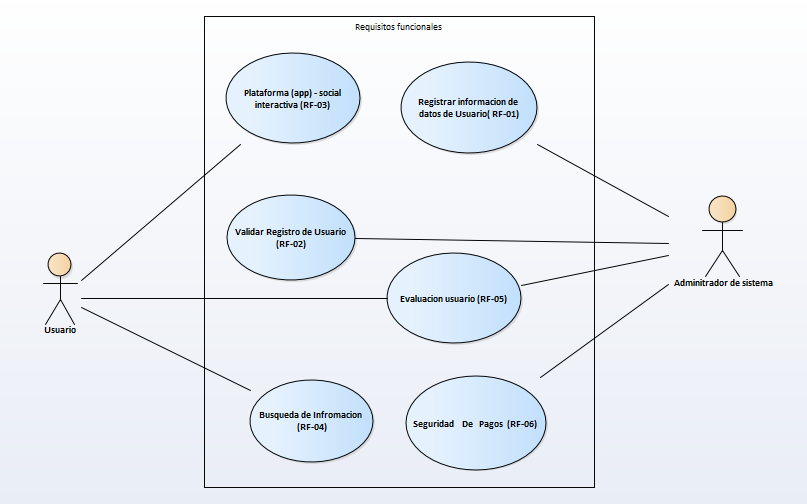 Requisitos funcionales
Plataforma (app) - social
interactiva (RF-03)
Registrar informacion de
datos de Usuario( RF-01)
Validar Registro de Usuario
(RF-02)
Evaluacion usuario (RF-05)
Adminitrador de sistema
Usuario
Busqueda de Infromacion
(RF-04)
Seguridad De Pagos (RF-06)